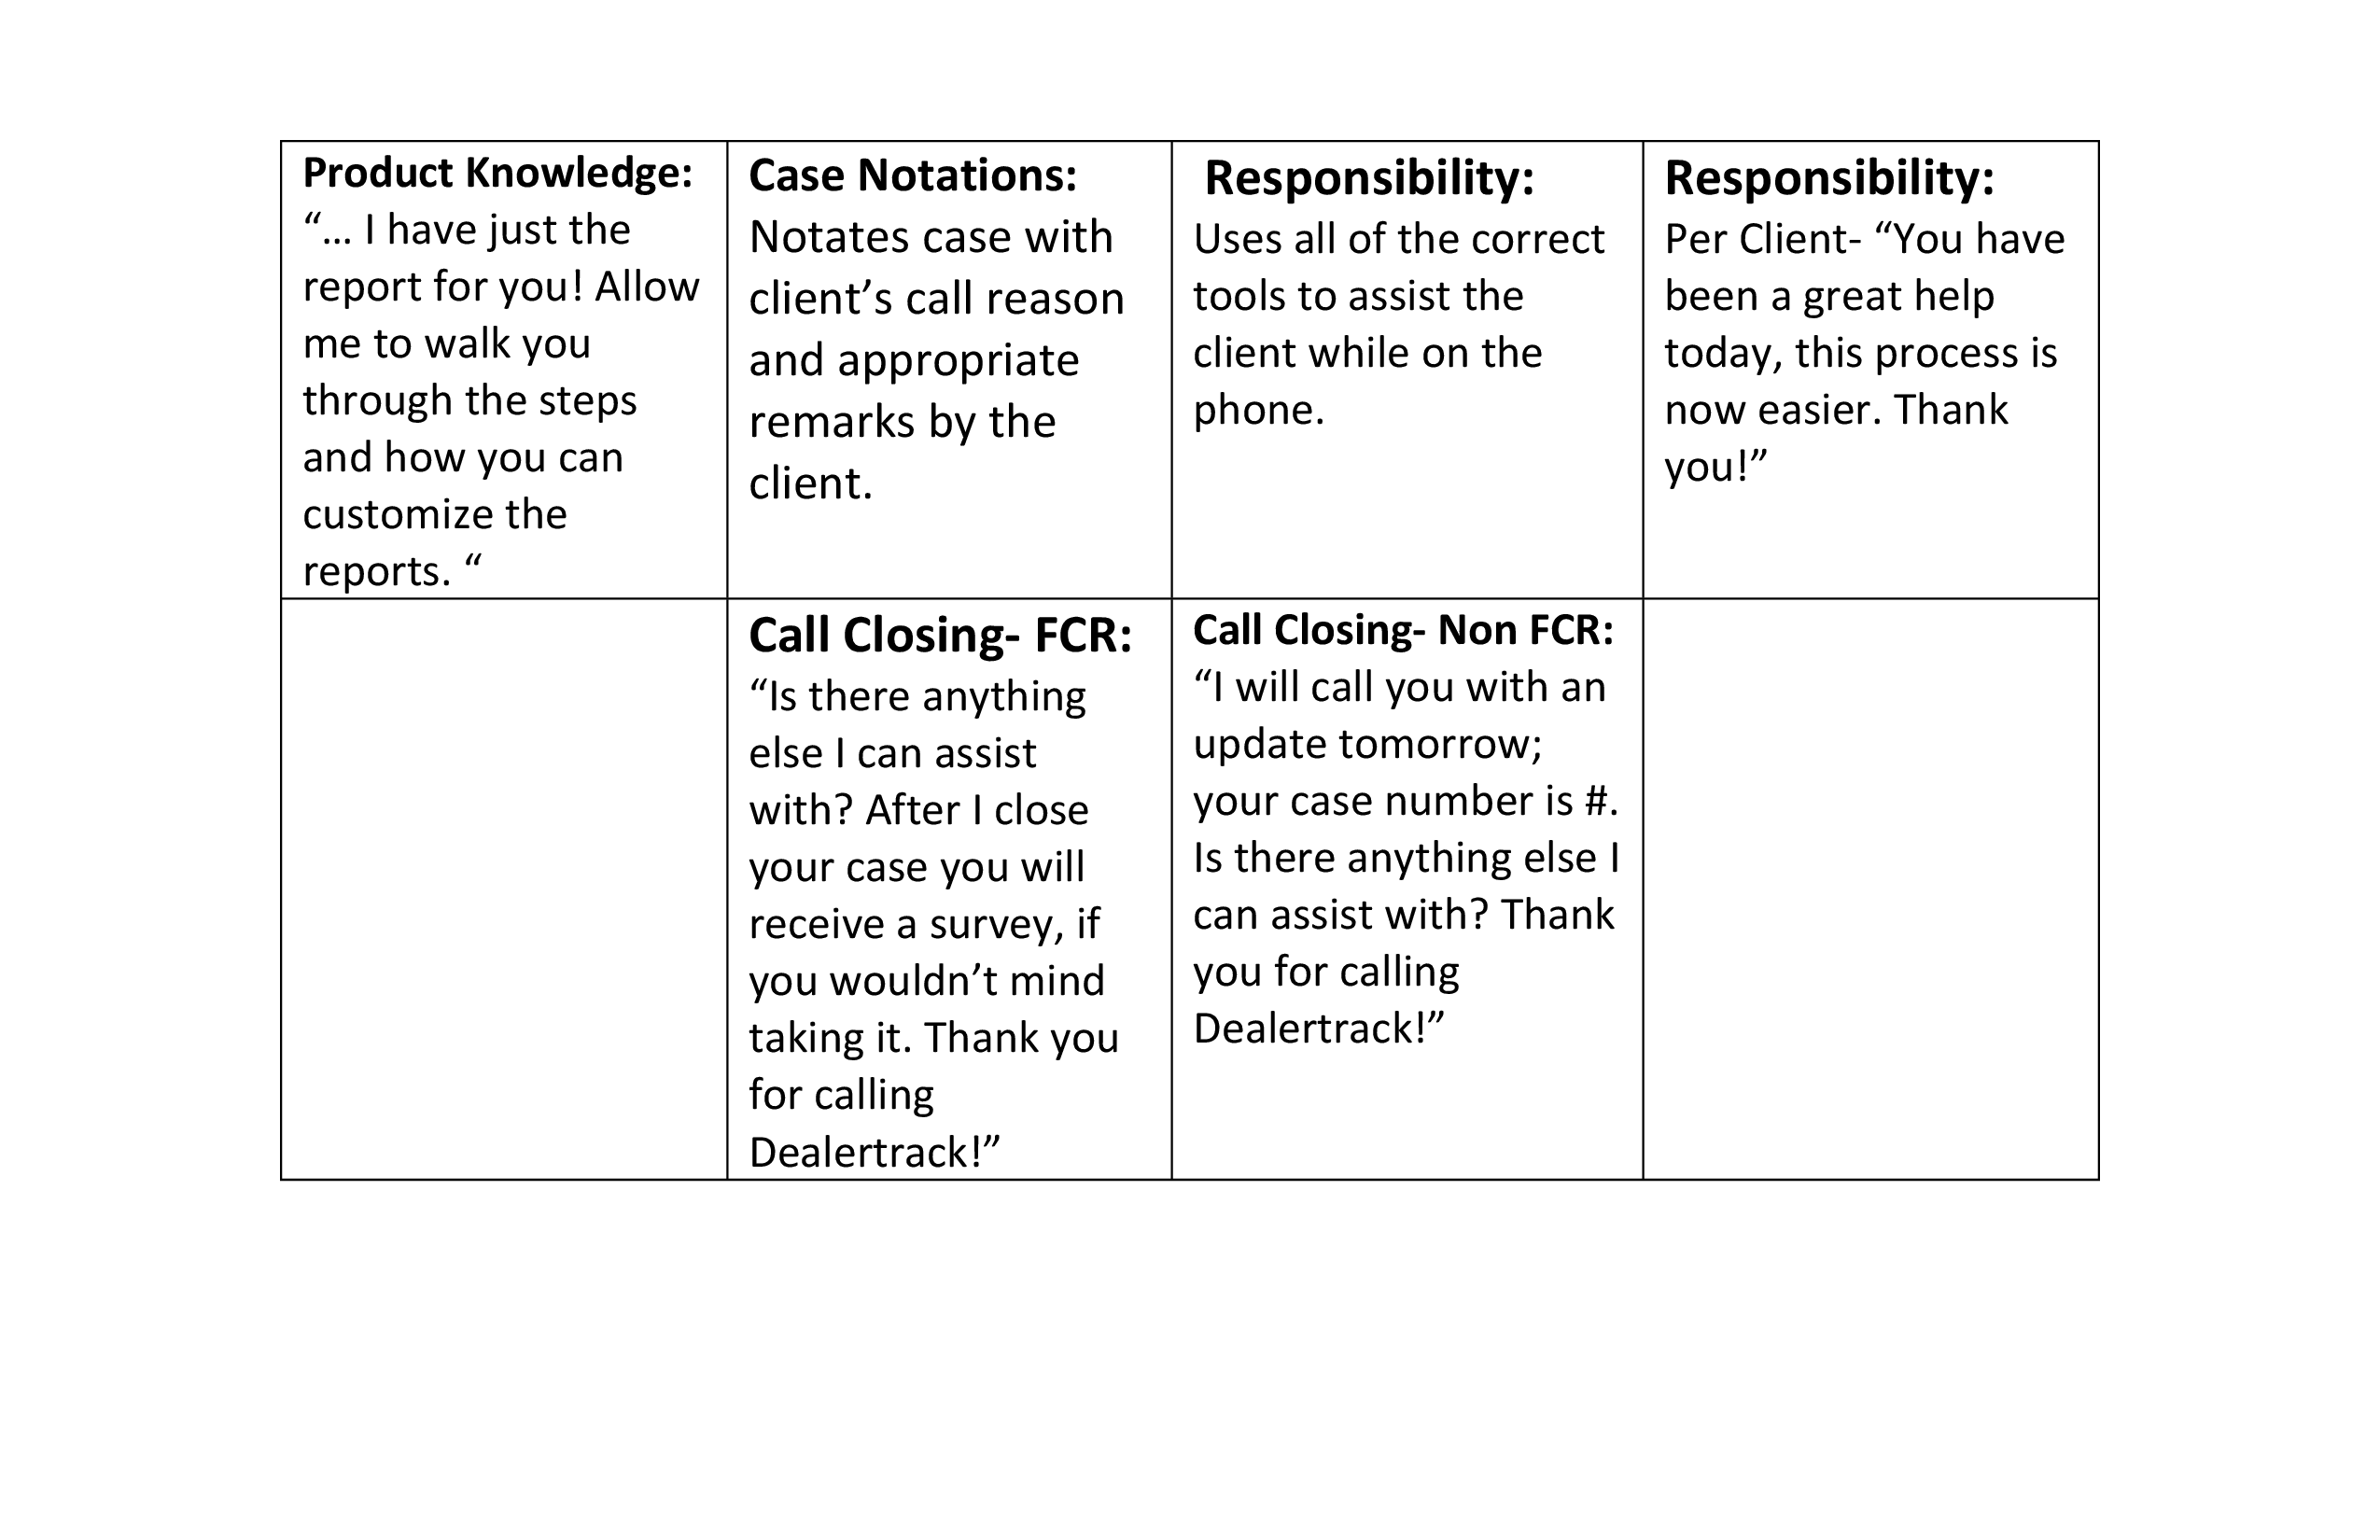 Product Knowledge:
“... I have just the
report for you! Allow
me to walk you
through the steps
and how you can
customize the
reports. “
Case Notations:
Notates case with
client’s call reason
and appropriate
remarks by the
client.
Responsibility:
Uses all of the correct
tools to assist the
client while on the
phone.
Responsibility:
Per Client- “You have
been a great help
today, this process is
now easier. Thank
you!”
Call Closing- FCR:
“Is there anything
else I can assist
with? After I close
your case you will
receive a survey, if
you wouldn’t mind
taking it. Thank you
for calling
Dealertrack!”
Call Closing- Non FCR:
“I will call you with an
update tomorrow;
your case number is #.
Is there anything else I
can assist with? Thank
you for calling
Dealertrack!”